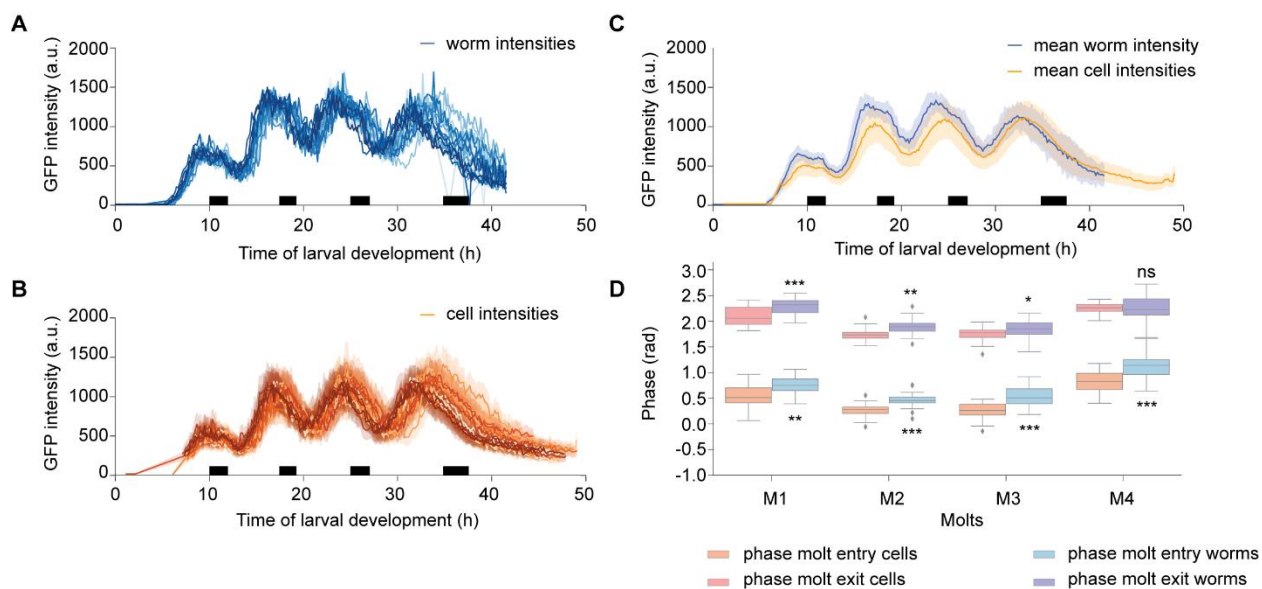 A
GFP intensity (a.u.)
2000
1500
1000
500
0
worm intensities
0 10 20 30 40 50
Time of larval development (h)
B
GFP intensity (a.u.)
2000
1500
1000
500
0
cell intensities
0 10 20 30 40 50
Time of larval development (h)
C
GFP intensity (a.u.)
2000
1500
1000
500
0
mean worm intensity
mean cell intensities
0 10 20 30 40 50
Time of larval development (h)
D
Phase (rad)
3.0
2.5
2.0
1.5
1.0
0.5
0.0
-1.0
*** ** * ns
** *** *** ***
M1 M2 M3 M4
Molts
phase molt entry cells
phase molt exit cells
phase molt entry worms
phase molt exit worms